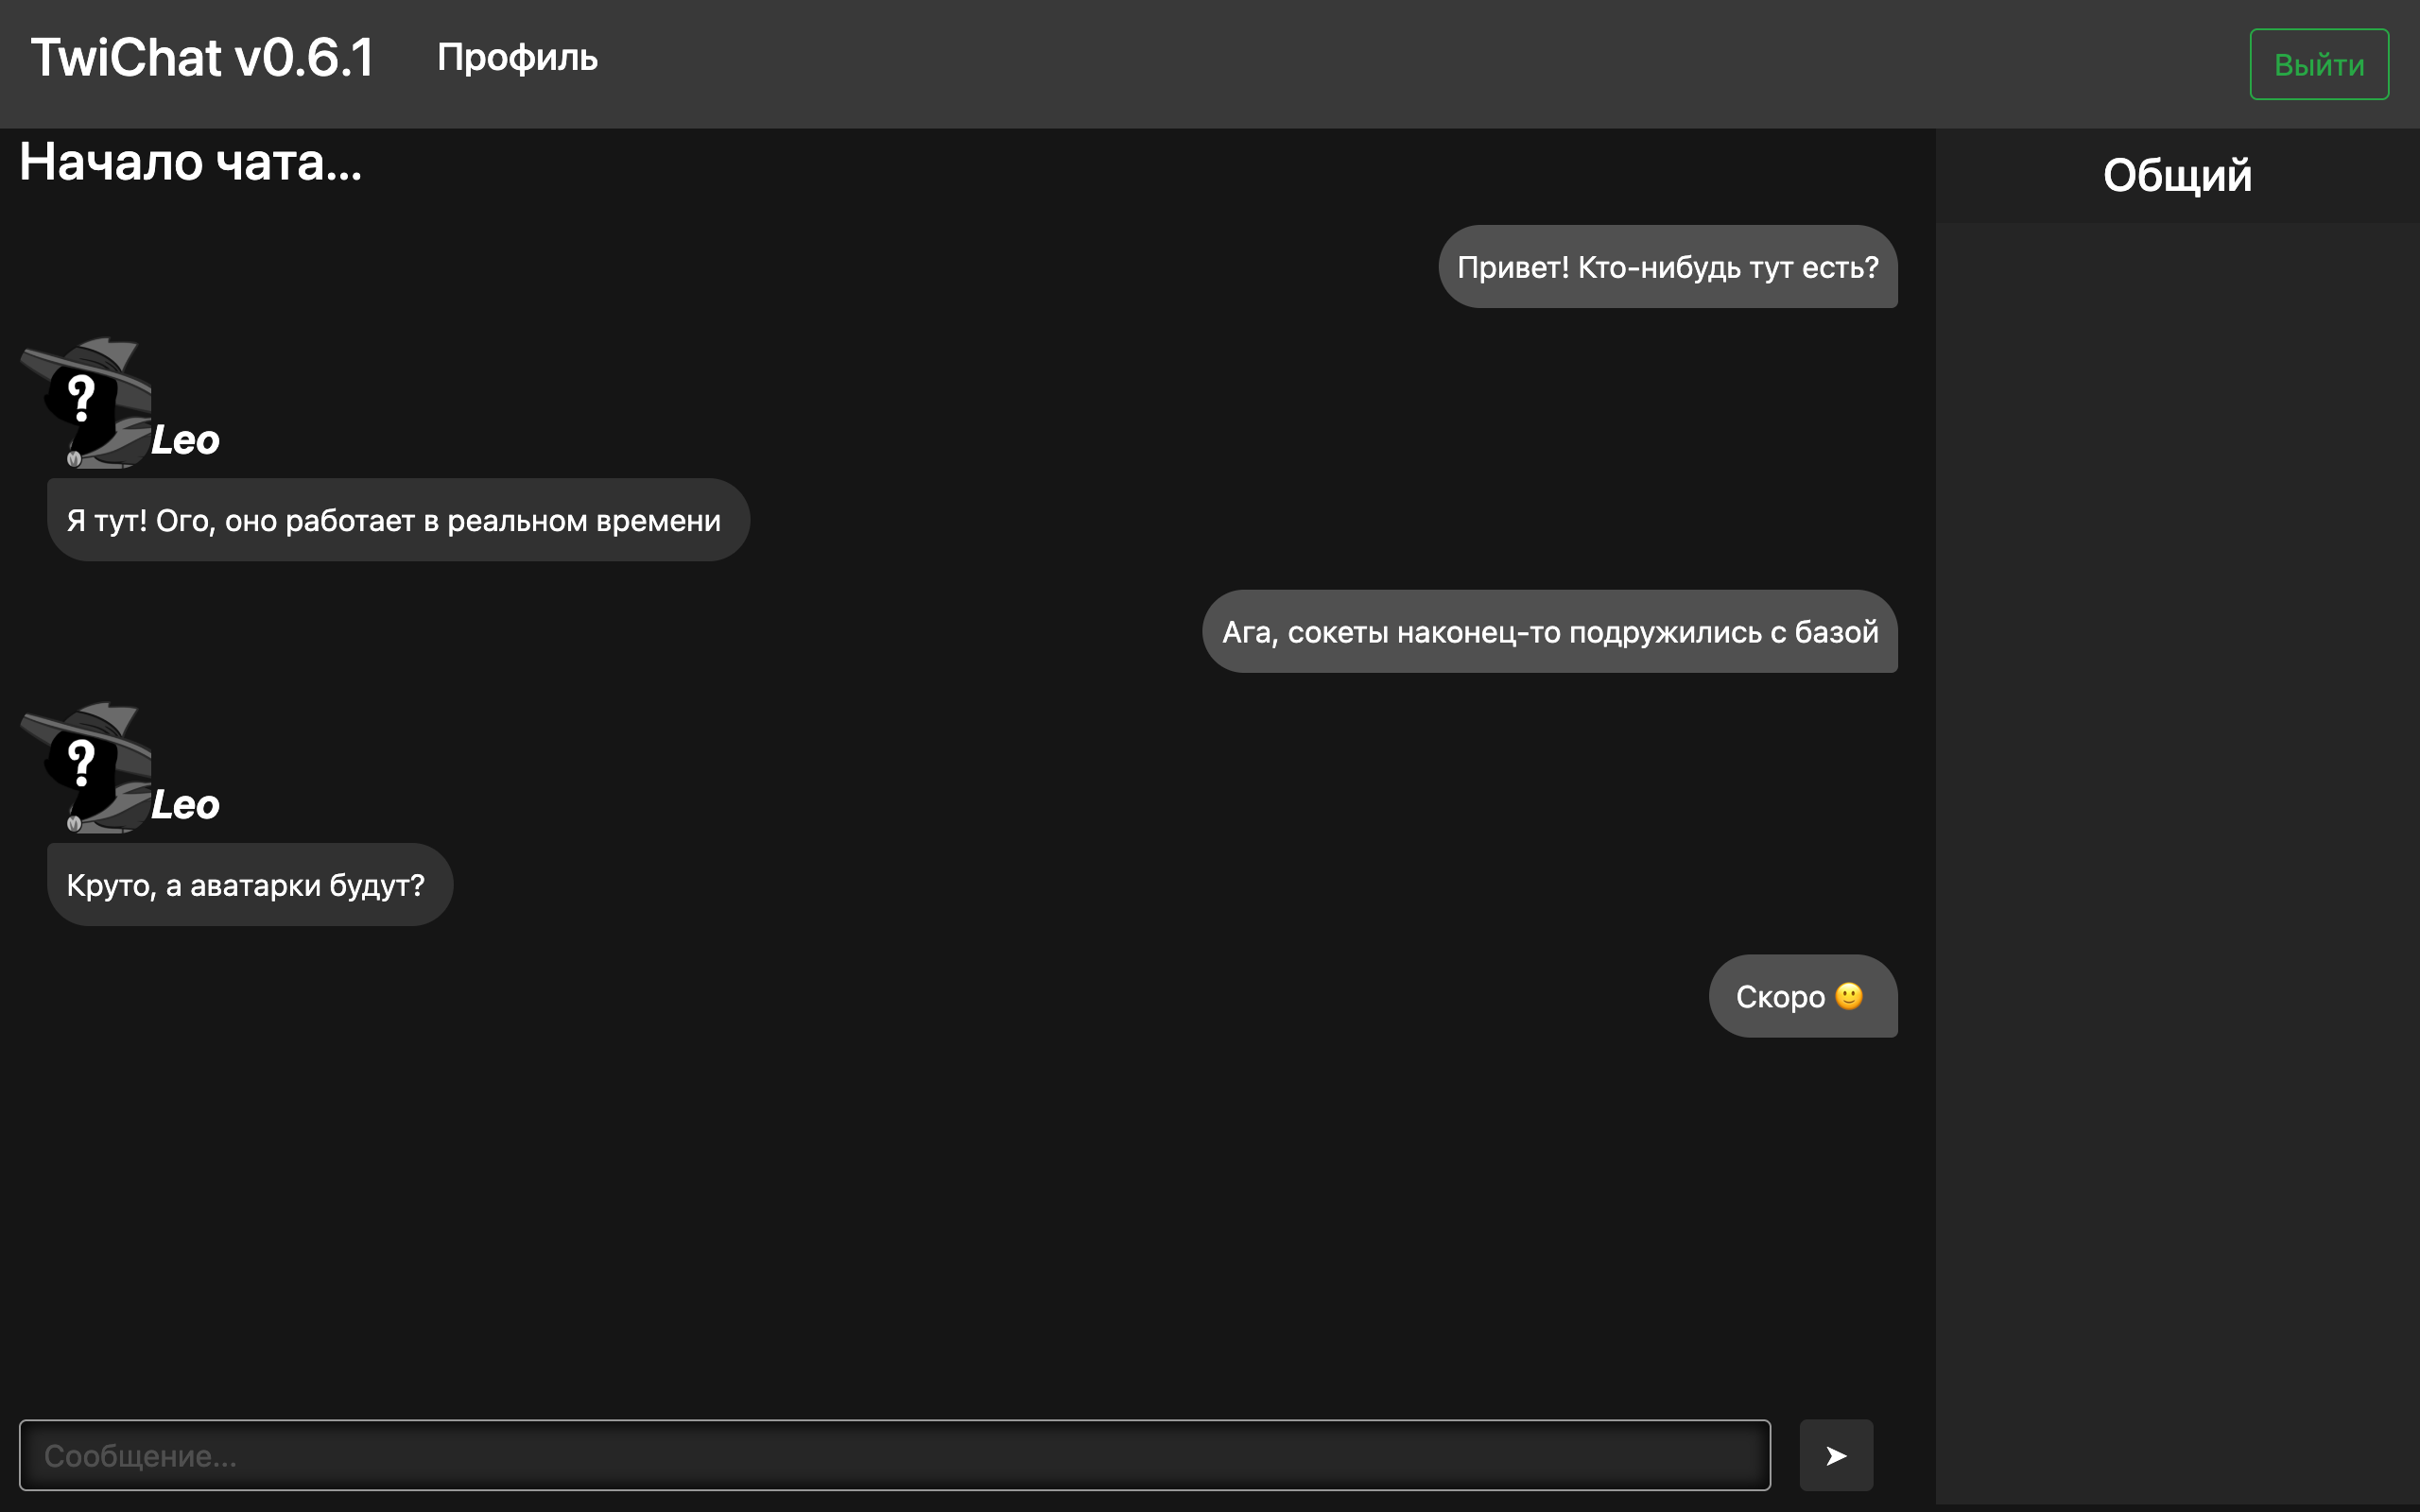 TwiChat v0.6.1
Профиль
Выйти
Начало чата...
Общий
Привет! Кто-нибудь тут есть?
?
Leo
Я тут! Ого, оно работает в реальном времени
Ага, сокеты наконец-то подружились с базой
?
Leo
Круто, а аватарки будут?
Скоро 🙂
Сообщение...
➤